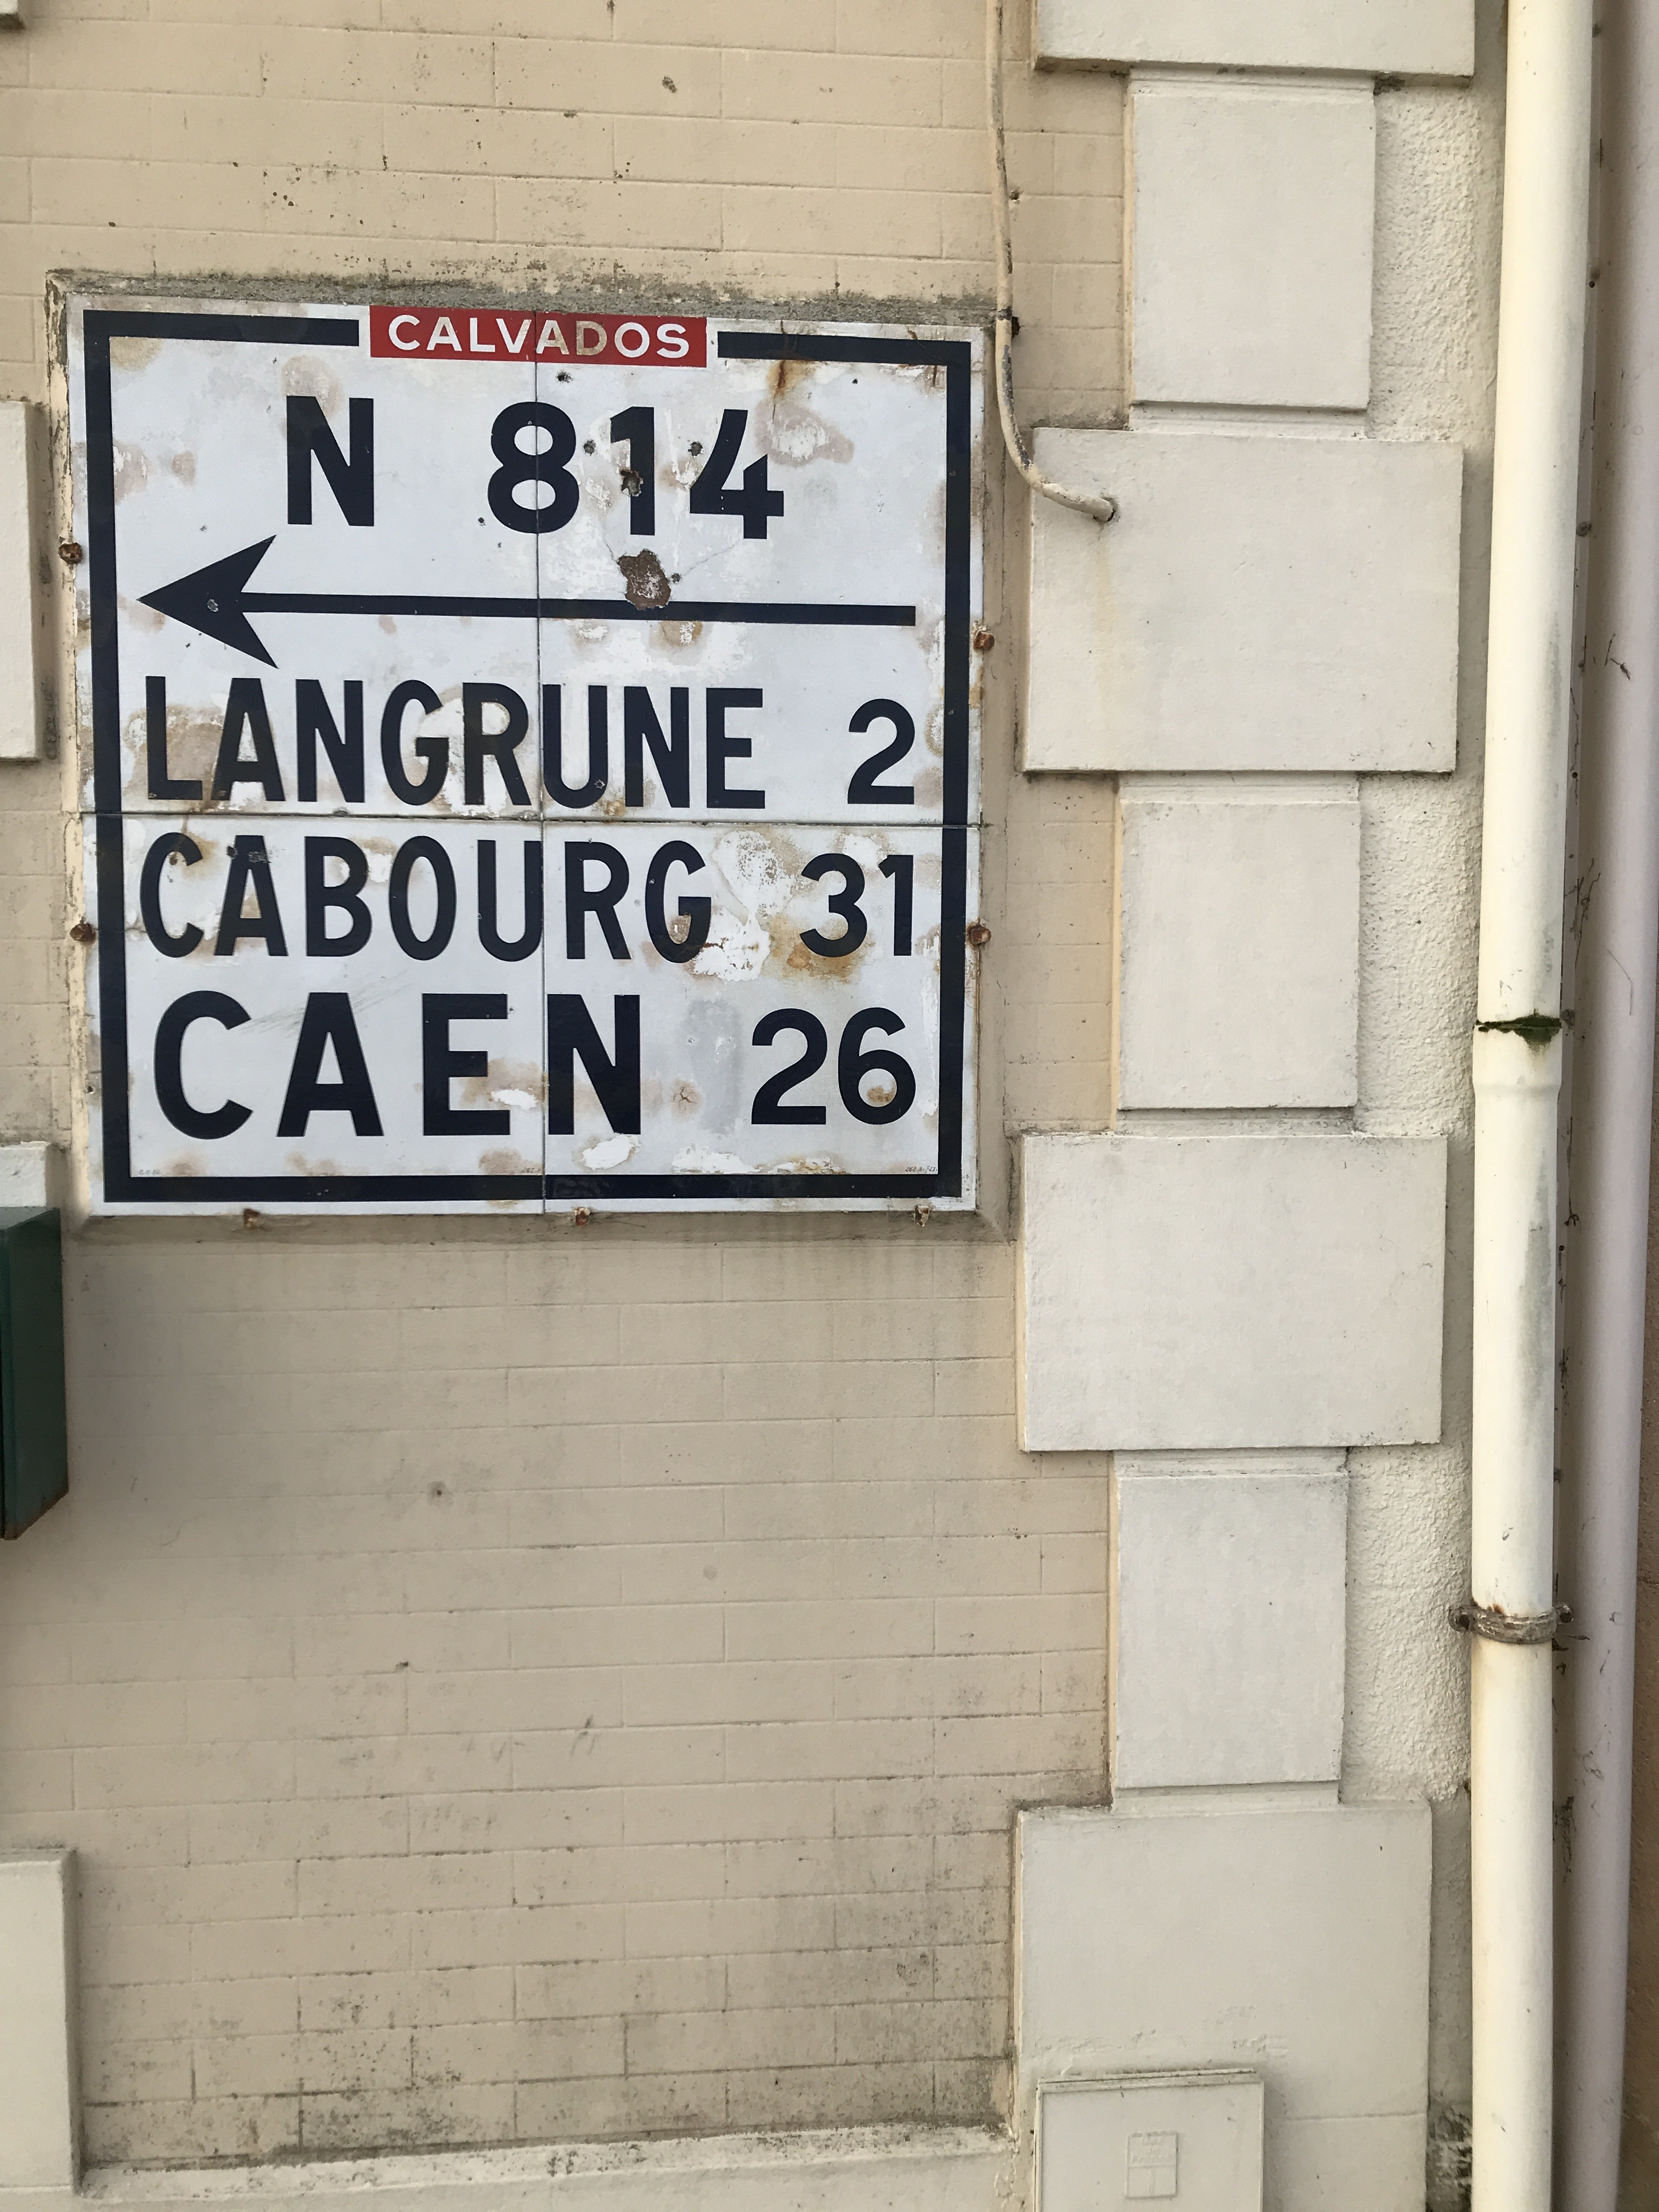 CALVADOS
N 814
LANGRUNE 2
CABOURG 31
CAEN 26